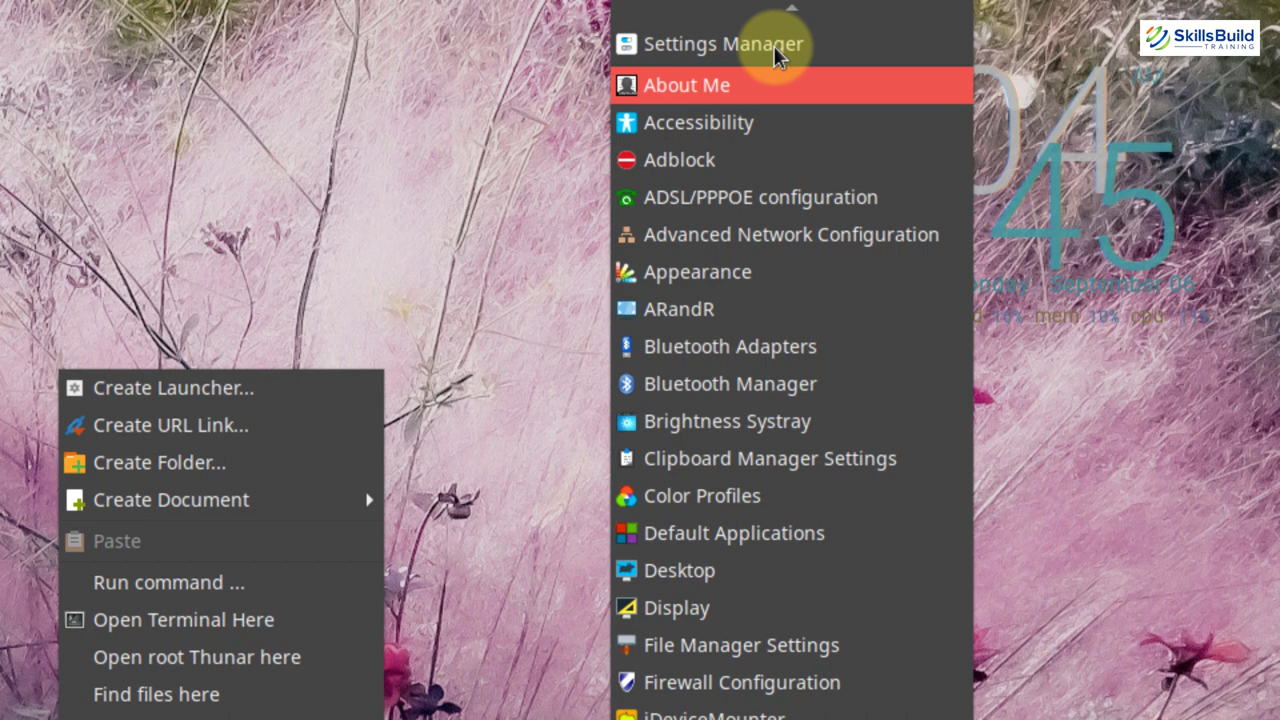 Settings Manager
About Me
Accessibility
Adblock
ADSL/PPPOE configuration
Advanced Network Configuration
Appearance
ARandR
Bluetooth Adapters
Bluetooth Manager
Brightness Systray
Clipboard Manager Settings
Color Profiles
Default Applications
Desktop
Display
File Manager Settings
Firewall Configuration
iDeviceMounter
Create Launcher...
Create URL Link...
Create Folder...
Create Document
Paste
Run command ...
Open Terminal Here
Open root Thunar here
Find files here
SkillsBuild
TRAINING
04
45
September 06
mem 10% cpu